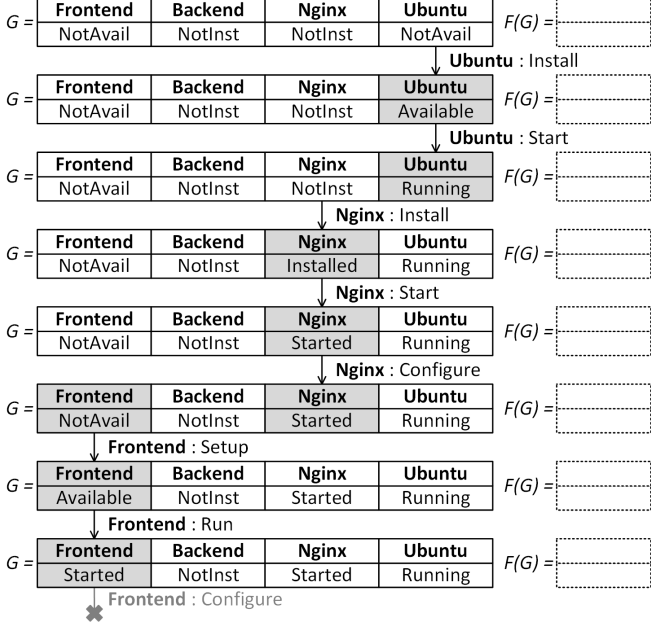 Frontend Backend Nginx Ubuntu
G = F(G) =
NotAvail NotInst NotInst NotAvail
Ubuntu : Install
Frontend Backend Nginx Ubuntu
G = F(G) =
NotAvail NotInst NotInst Available
Ubuntu : Start
Frontend Backend Nginx Ubuntu
G = F(G) =
NotAvail NotInst NotInst Running
Nginx : Install
Frontend Backend Nginx Ubuntu
G = F(G) =
NotAvail NotInst Installed Running
Nginx : Start
Frontend Backend Nginx Ubuntu
G = F(G) =
NotAvail NotInst Started Running
Nginx : Configure
Frontend Backend Nginx Ubuntu
G = F(G) =
NotAvail NotInst Started Running
Frontend : Setup
Frontend Backend Nginx Ubuntu
G = F(G) =
Available NotInst Started Running
Frontend : Run
Frontend Backend Nginx Ubuntu
G = F(G) =
Started NotInst Started Running
Frontend : Configure